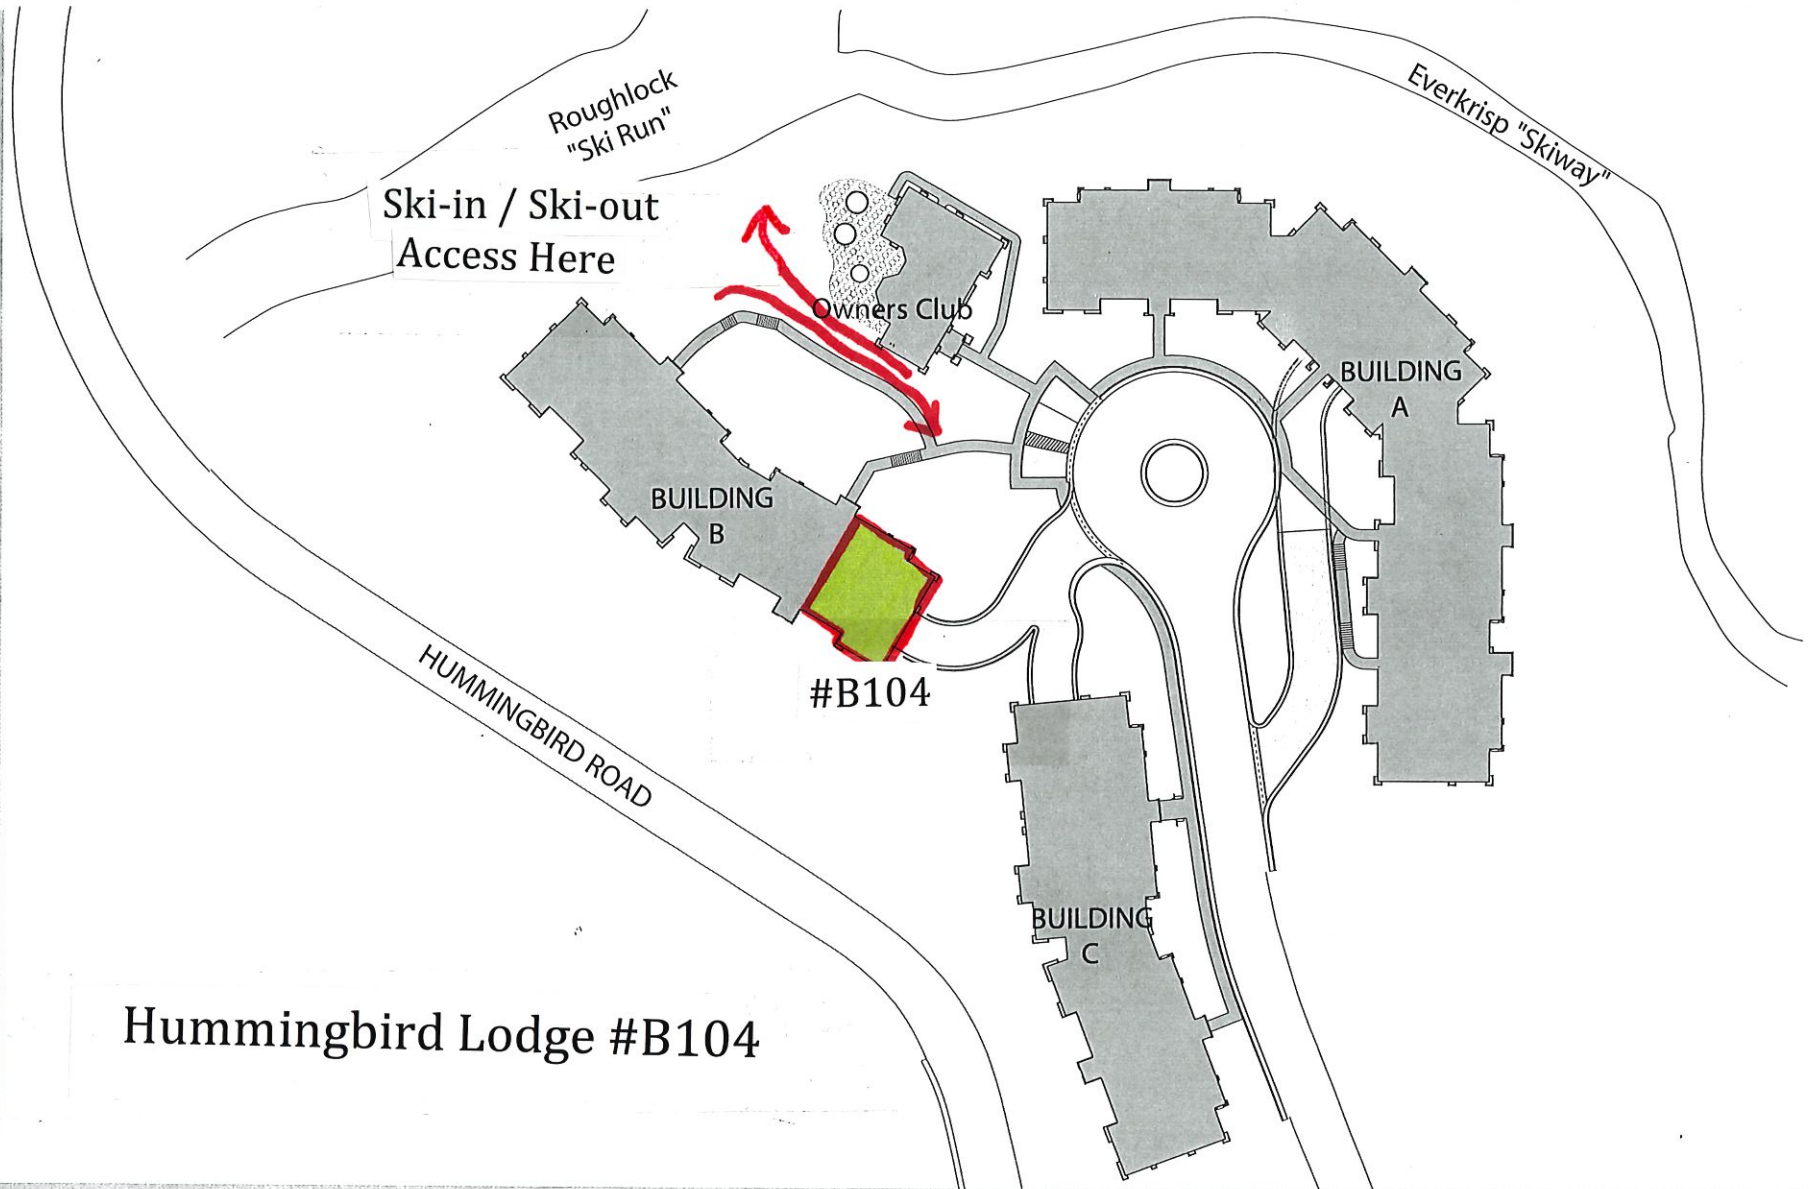 Roughlock
"Ski Run"
Everkrisp "Skiway"
Ski-in / Ski-out
Access Here
Owners Club
BUILDING
A
BUILDING
B
#B104
HUMMINGBIRD ROAD
BUILDING
C
Hummingbird Lodge #B104